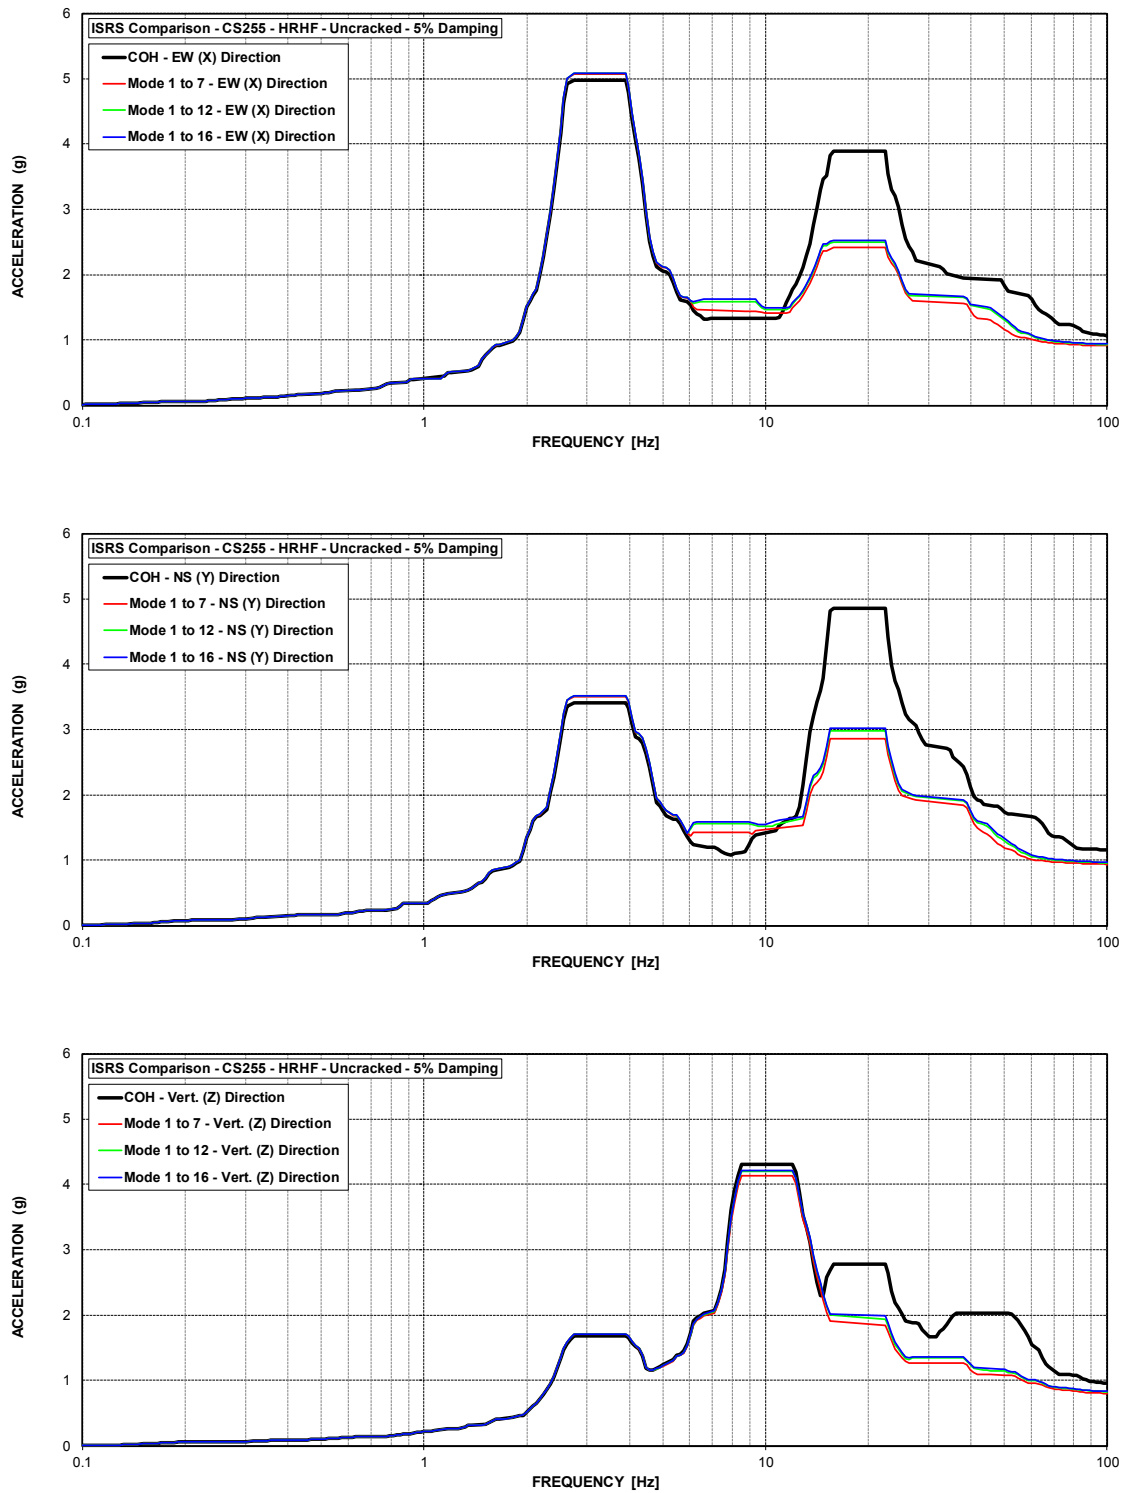 ISRS Comparison - CS255 - HRHF - Uncracked - 5% Damping
COH - EW (X) Direction
Mode 1 to 7 - EW (X) Direction
Mode 1 to 12 - EW (X) Direction
Mode 1 to 16 - EW (X) Direction
ACCELERATION (g)
6
5
4
3
2
1
0
0.1
1
10
100
FREQUENCY [Hz]
ISRS Comparison - CS255 - HRHF - Uncracked - 5% Damping
COH - NS (Y) Direction
Mode 1 to 7 - NS (Y) Direction
Mode 1 to 12 - NS (Y) Direction
Mode 1 to 16 - NS (Y) Direction
ACCELERATION (g)
6
5
4
3
2
1
0
0.1
1
10
100
FREQUENCY [Hz]
ISRS Comparison - CS255 - HRHF - Uncracked - 5% Damping
COH - Vert. (Z) Direction
Mode 1 to 7 - Vert. (Z) Direction
Mode 1 to 12 - Vert. (Z) Direction
Mode 1 to 16 - Vert. (Z) Direction
ACCELERATION (g)
6
5
4
3
2
1
0
0.1
1
10
100
FREQUENCY [Hz]